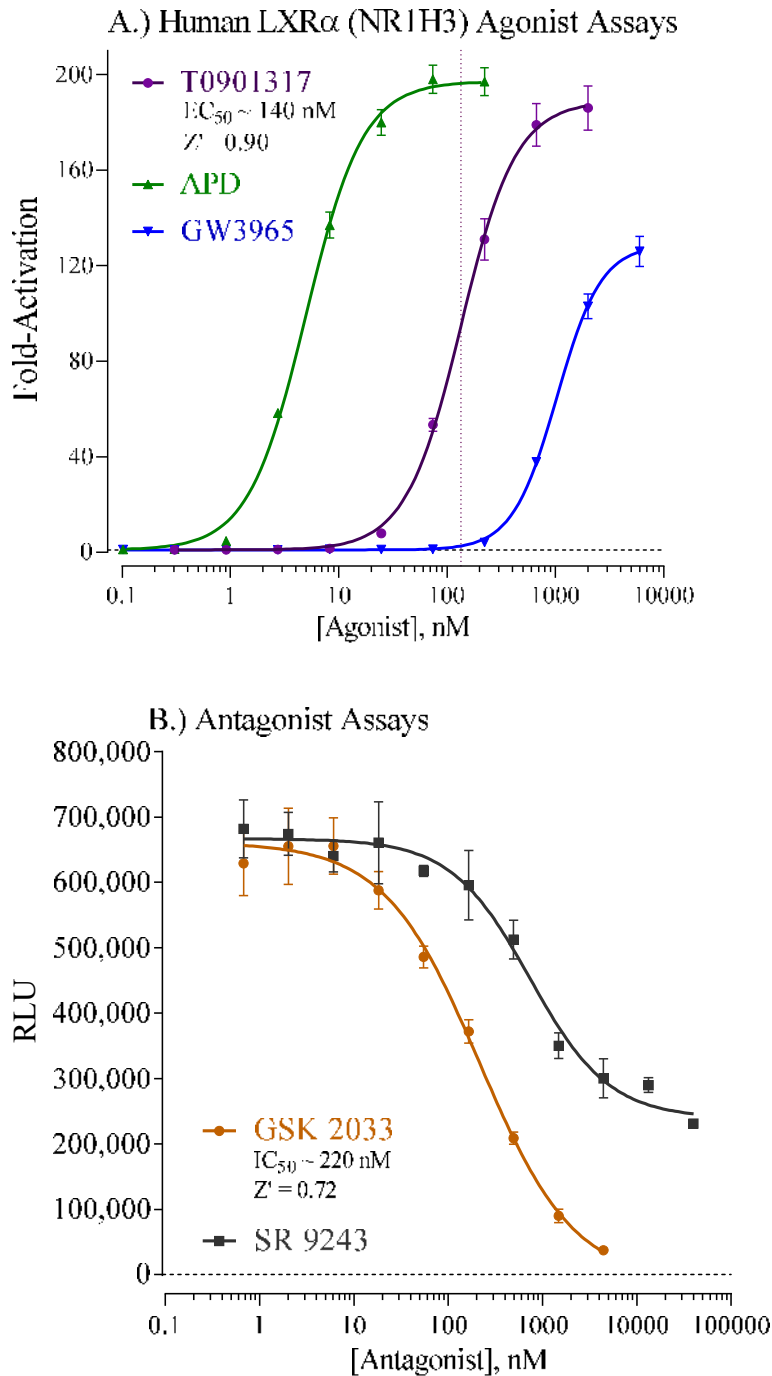 A.) Human LXRα (NR1H3) Agonist Assays
200
160
120
80
40
0
Fold-Activation
T0901317
EC50 ~ 140 nM
Z' = 0.90
APD
GW3965
0.1 1 10 100 1000 10000
[Agonist], nM
B.) Antagonist Assays
800,000
700,000
600,000
500,000
400,000
300,000
200,000
100,000
0
RLU
GSK 2033
IC50 ~ 220 nM
Z' = 0.72
SR 9243
0.1 1 10 100 1000 10000 100000
[Antagonist], nM